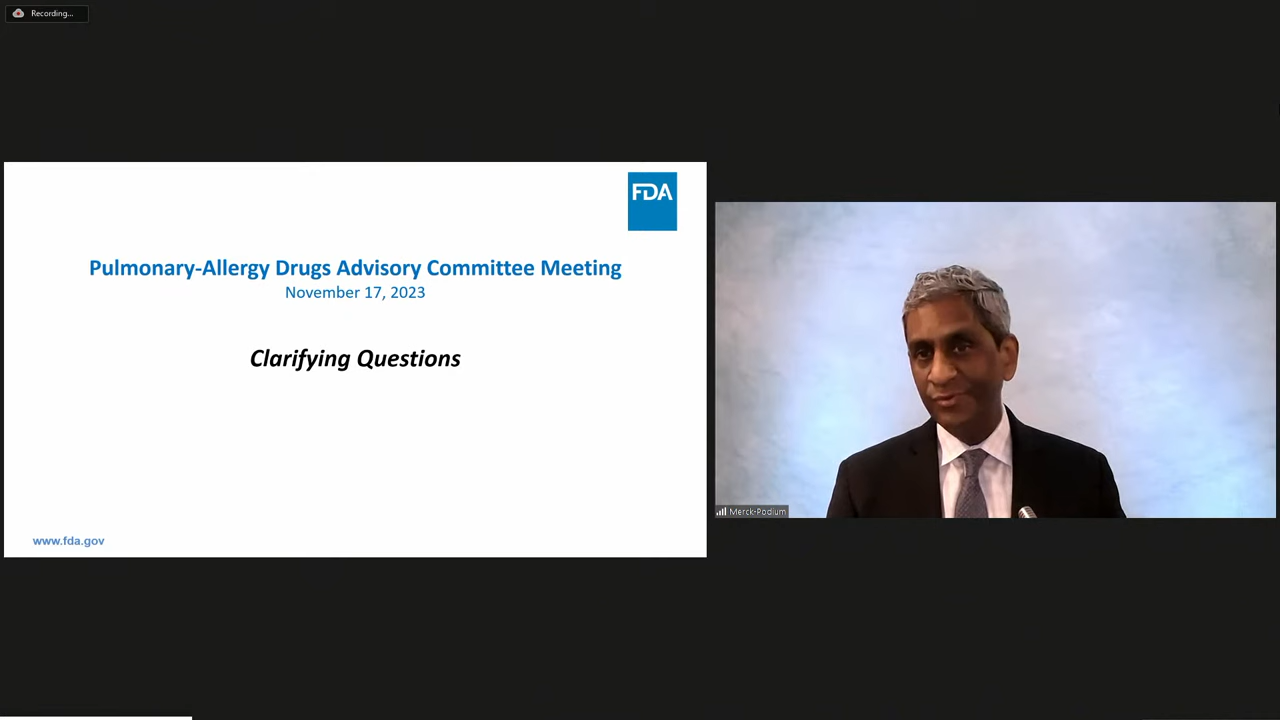 Recording...
FDA
Pulmonary-Allergy Drugs Advisory Committee Meeting
November 17, 2023
Clarifying Questions
www.fda.gov
Merck-Podium